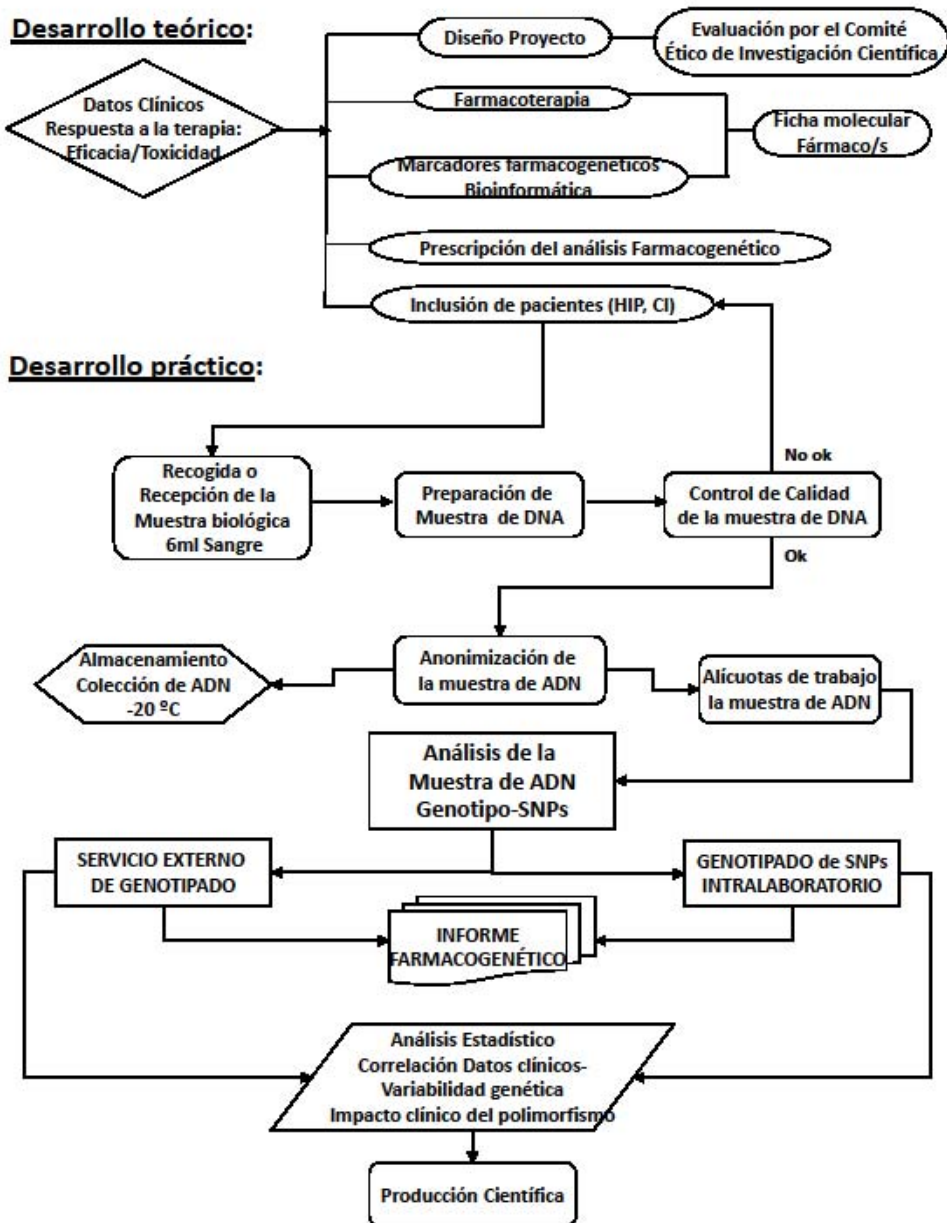 Desarrollo teórico:
Diseño Proyecto
Evaluación por el Comité
Ético de Investigación Científica
Datos Clínicos
Respuesta a la terapia:
Eficacia/Toxicidad
Farmacoterapia
Ficha molecular
Fármaco/s
Marcadores farmacogenéticos
Bioinformática
Prescripción del análisis Farmacogenético
Inclusión de pacientes (HIP, CI)
Desarrollo práctico:
No ok
Recogida o
Recepción de la
Muestra biológica
6ml Sangre
Preparación de
Muestra de DNA
Control de Calidad
de la muestra de DNA
Ok
Almacenamiento
Colección de ADN
-20 ºC
Anonimización de
la muestra de ADN
Alícuotas de trabajo
la muestra de ADN
Análisis de la
Muestra de ADN
Genotipo-SNPs
SERVICIO EXTERNO
DE GENOTIPADO
GENOTIPADO de SNPs
INTRALABORATORIO
INFORME
FARMACOGENÉTICO
Análisis Estadístico
Correlación Datos clínicos-
Variabilidad genética
Impacto clínico del polimorfismo
Producción Científica